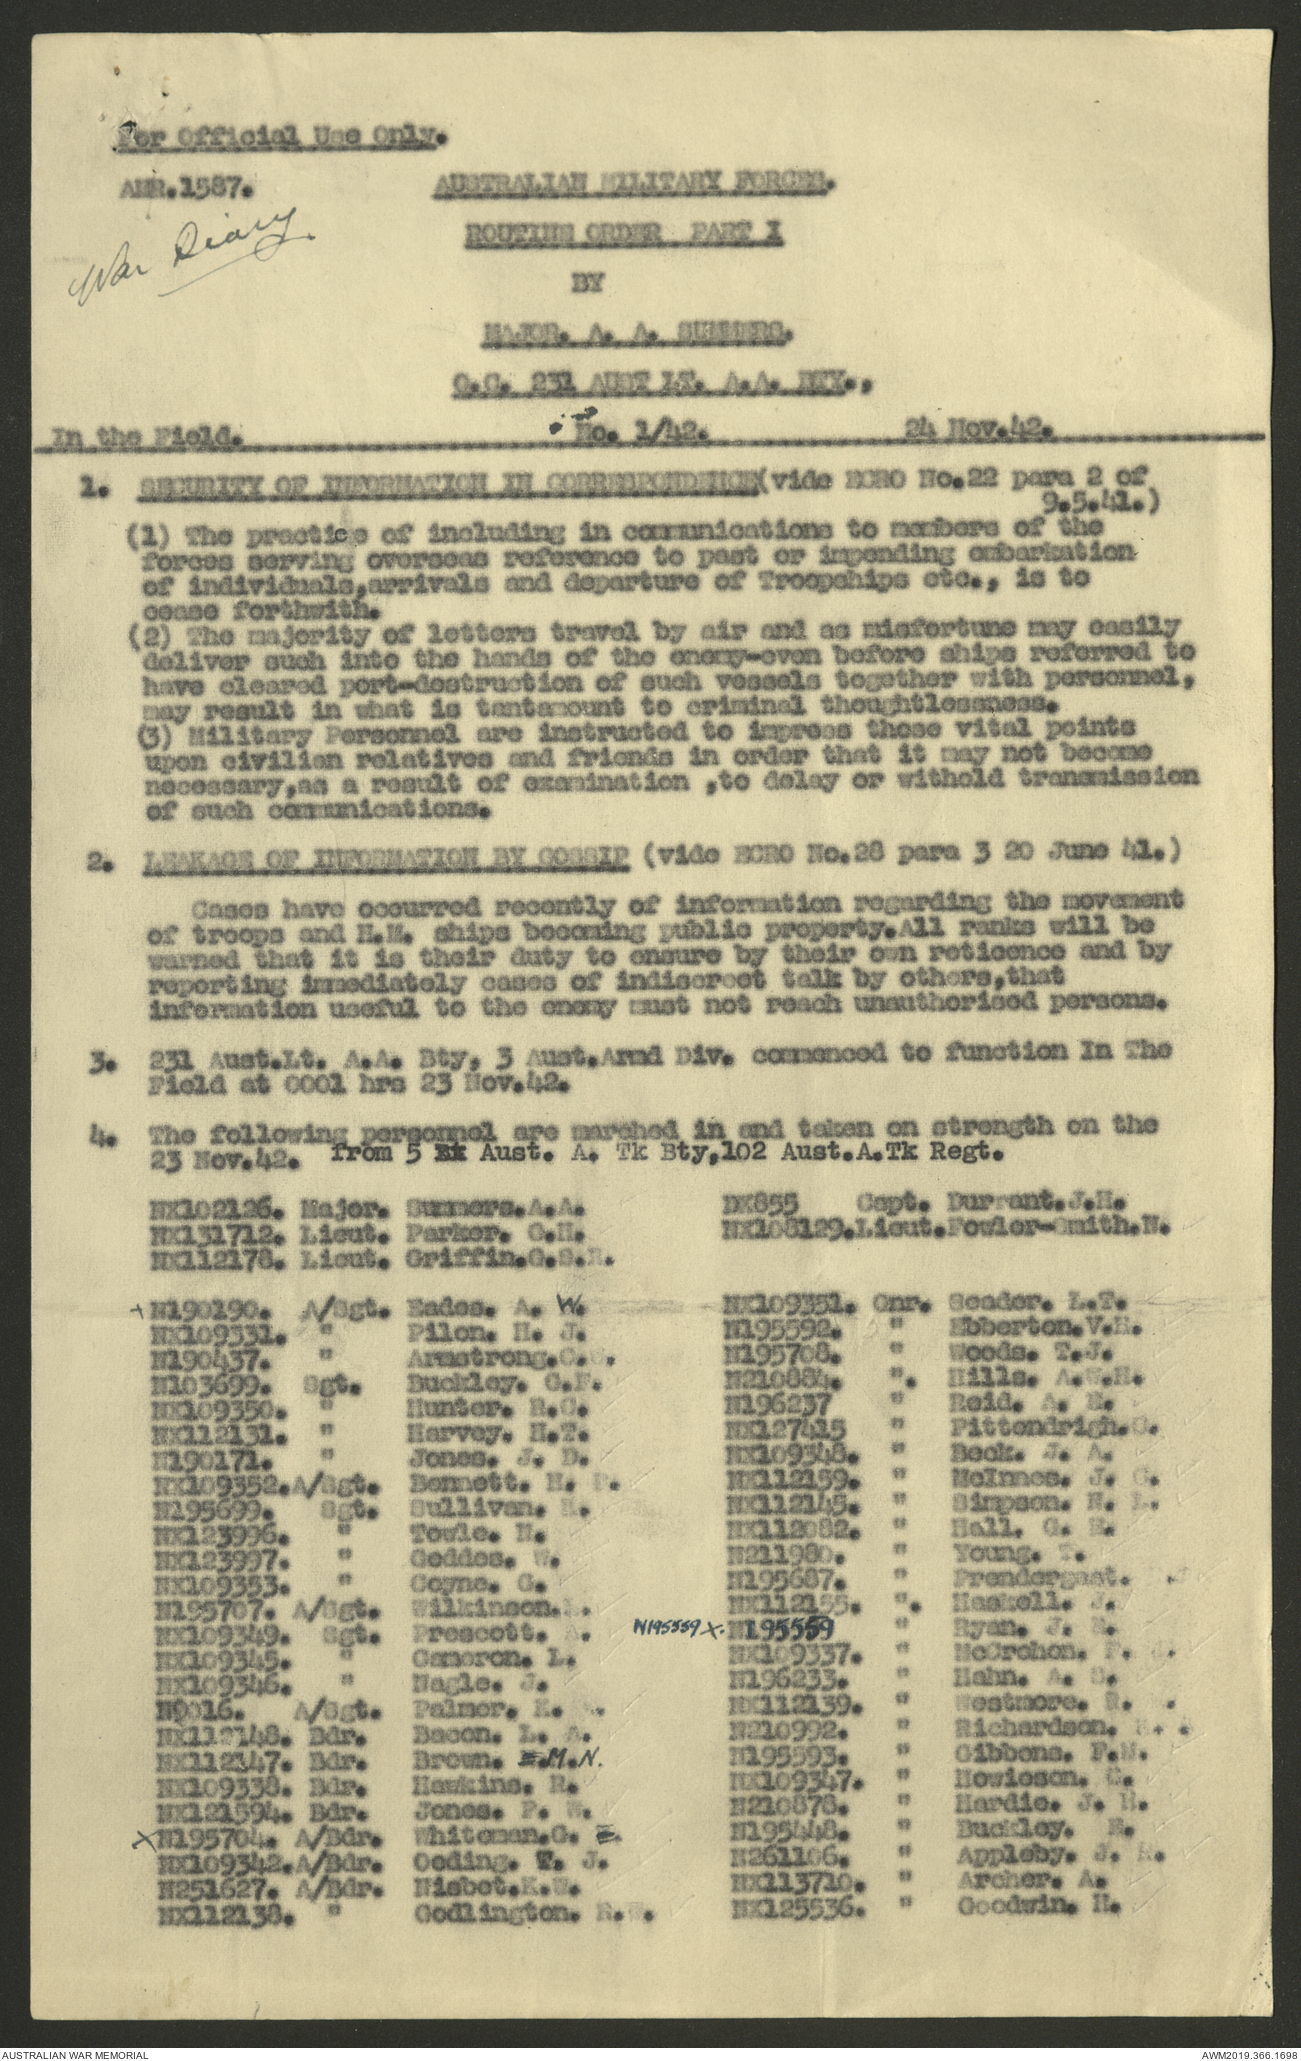 For Official Use Only.
AHR.1587.
AUSTRALIAN MILITARY FORCES.
War Diary
ROUTINE ORDER PART I
BY
MAJOR. A. A. SUMMERS.
O.C. 231 AUST LT. A.A. BTY.,
In the Field. No. 1/42. 24 Nov.42.
1. SECURITY OF INFORMATION IN CORRESPONDENCE(vide ECRO No.22 para 2 of
9.5.41.)
(1) The practice of including in communications to members of the
forces serving overseas reference to past or impending embarkation
of individuals,arrivals and departure of Troopships etc., is to
cease forthwith.
(2) The majority of letters travel by air and as misfortune may easily
deliver such into the hands of the enemy-even before ships referred to
have cleared port-destruction of such vessels together with personnel,
may result in what is tantamount to criminal thoughtlessness.
(3) Military Personnel are instructed to impress these vital points
upon civilian relatives and friends in order that it may not become
necessary,as a result of examination ,to delay or withold transmission
of such communications.
2. LEAKAGE OF INFORMATION BY GOSSIP (vide ECRO No.28 para 3 20 June 41.)
Cases have occurred recently of information regarding the movement
of troops and H.M. ships becoming public property.All ranks will be
warned that it is their duty to ensure by their own reticence and by
reporting immediately cases of indiscreet talk by others,that
information useful to the enemy must not reach unauthorised persons.
3. 231 Aust.Lt. A.A. Bty, 3 Aust.Armd Div. commenced to function In The
Field at 0001 hrs 23 Nov.42.
4. The following personnel are marched in and taken on strength on the
23 Nov.42. from 5 Aust. A. Tk Bty,102 Aust.A.Tk Regt.
NX102126. Major. Summers.A.A. DX855 Capt. Durrant.J.H.
NX131712. Lieut. Parker. G.H. NX108129.Lieut.Fowler-Smith.N.
NX112178. Lieut. Griffin.G.S.R.
+ N190190. A/Sgt. Eades. A. W. NX109351. Gnr. Seader. L.T.
NX109331. " Pilon. H. J. N195592. " Ebberton.V.H.
N190437. " Armstrong.C. N195708. " Woods. T.J.
N103699. Sgt. Buckley. G.F. N210884. ". Hills. A.W.H.
NX109350. " Hunter. R.C. N196237 " Reid. A. E.
NX112131. " Harvey. H.T. NX127415 " Pittendrigh.C.
N190171. " Jones. J. D. NX109348. " Beck. J. A.
NX109352.A/Sgt. Bennett. H. P. NX112159. " McInnes. J. C.
N195699. Sgt. Sullivan. NX112145. " Simpson. N. L.
NX123996. " Towle. H. NX112082. " Hall. G. E.
NX123997. " Geddes. W. N211980. " Young. T.
NX109353. " Coyne. G. N195687. " Prendergast.
N195707. A/Sgt. Wilkinson. NX112155. ". Haskell. J.
NX109349. Sgt. Prescott. A. N195559 x. N195559 " Ryan. J.
NX109345. " Cameron. L. NX109337. " McCrohon. F.
NX109346. " Nagle. J. N196233. " Hahn. A. S.
N9016. A/Sgt. Palmer. K. NX112139. " Westmore. R.
NX112148. Bdr. Bacon. L. A. N210992. " Richardson.
NX112347. Bdr. Brown. M.N. N195593. " Gibbons. F.N.
NX109338. Bdr. Hawkins. R. NX109347. " Howieson. C.
NX121594. Bdr. Jones. F. W. N210878. " Hardie. J. H.
x N195704. A/Bdr. Whiteman.G. E. N195448. " Buckley. E.
NX109342.A/Bdr. Oeding. T. J. N261106. " Appleby. J. R.
N251627. A/Bdr. Nisbet.K.W. NX113710. " Archer. A.
NX112138. " Codlington. R. NX125536. " Goodwin. H.
AUSTRALIAN WAR MEMORIAL AWM2019.366.1698